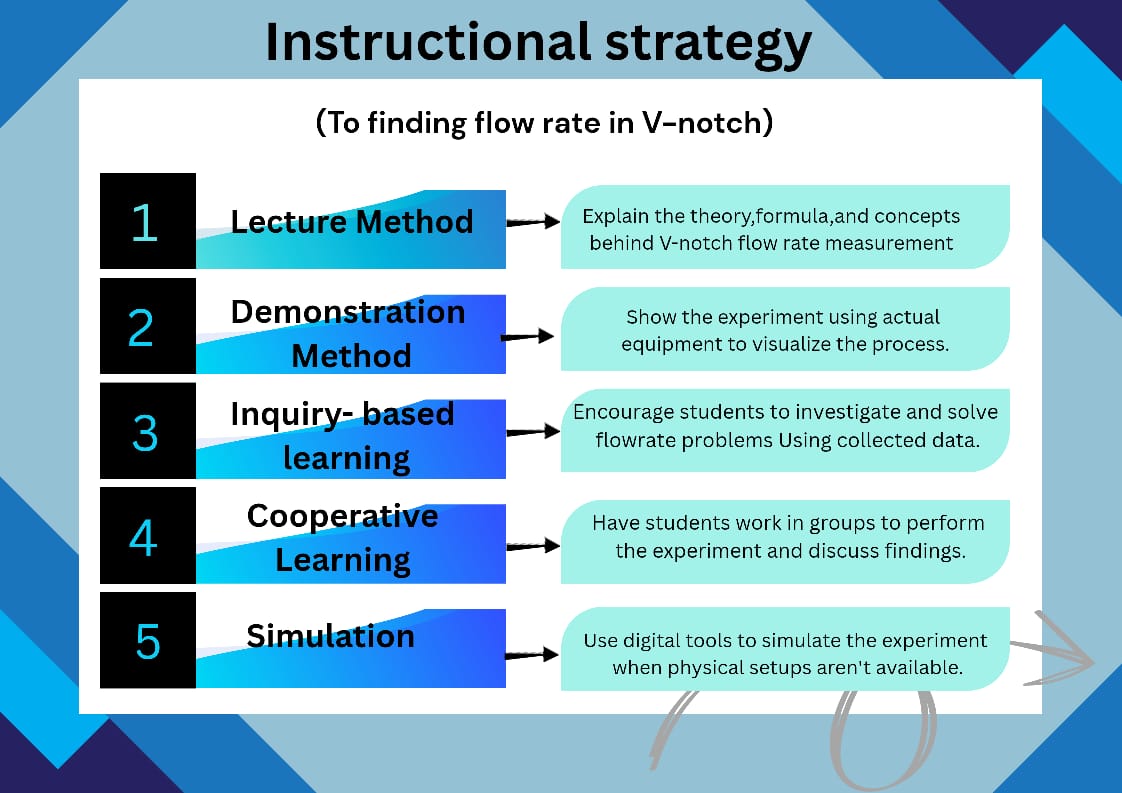 Instructional strategy
(To finding flow rate in V-notch)
1
Lecture Method
Explain the theory,formula,and concepts
behind V-notch flow rate measurement
2
Demonstration
Method
Show the experiment using actual
equipment to visualize the process.
3
Inquiry- based
learning
Encourage students to investigate and solve
flowrate problems Using collected data.
4
Cooperative
Learning
Have students work in groups to perform
the experiment and discuss findings.
5
Simulation
Use digital tools to simulate the experiment
when physical setups aren't available.